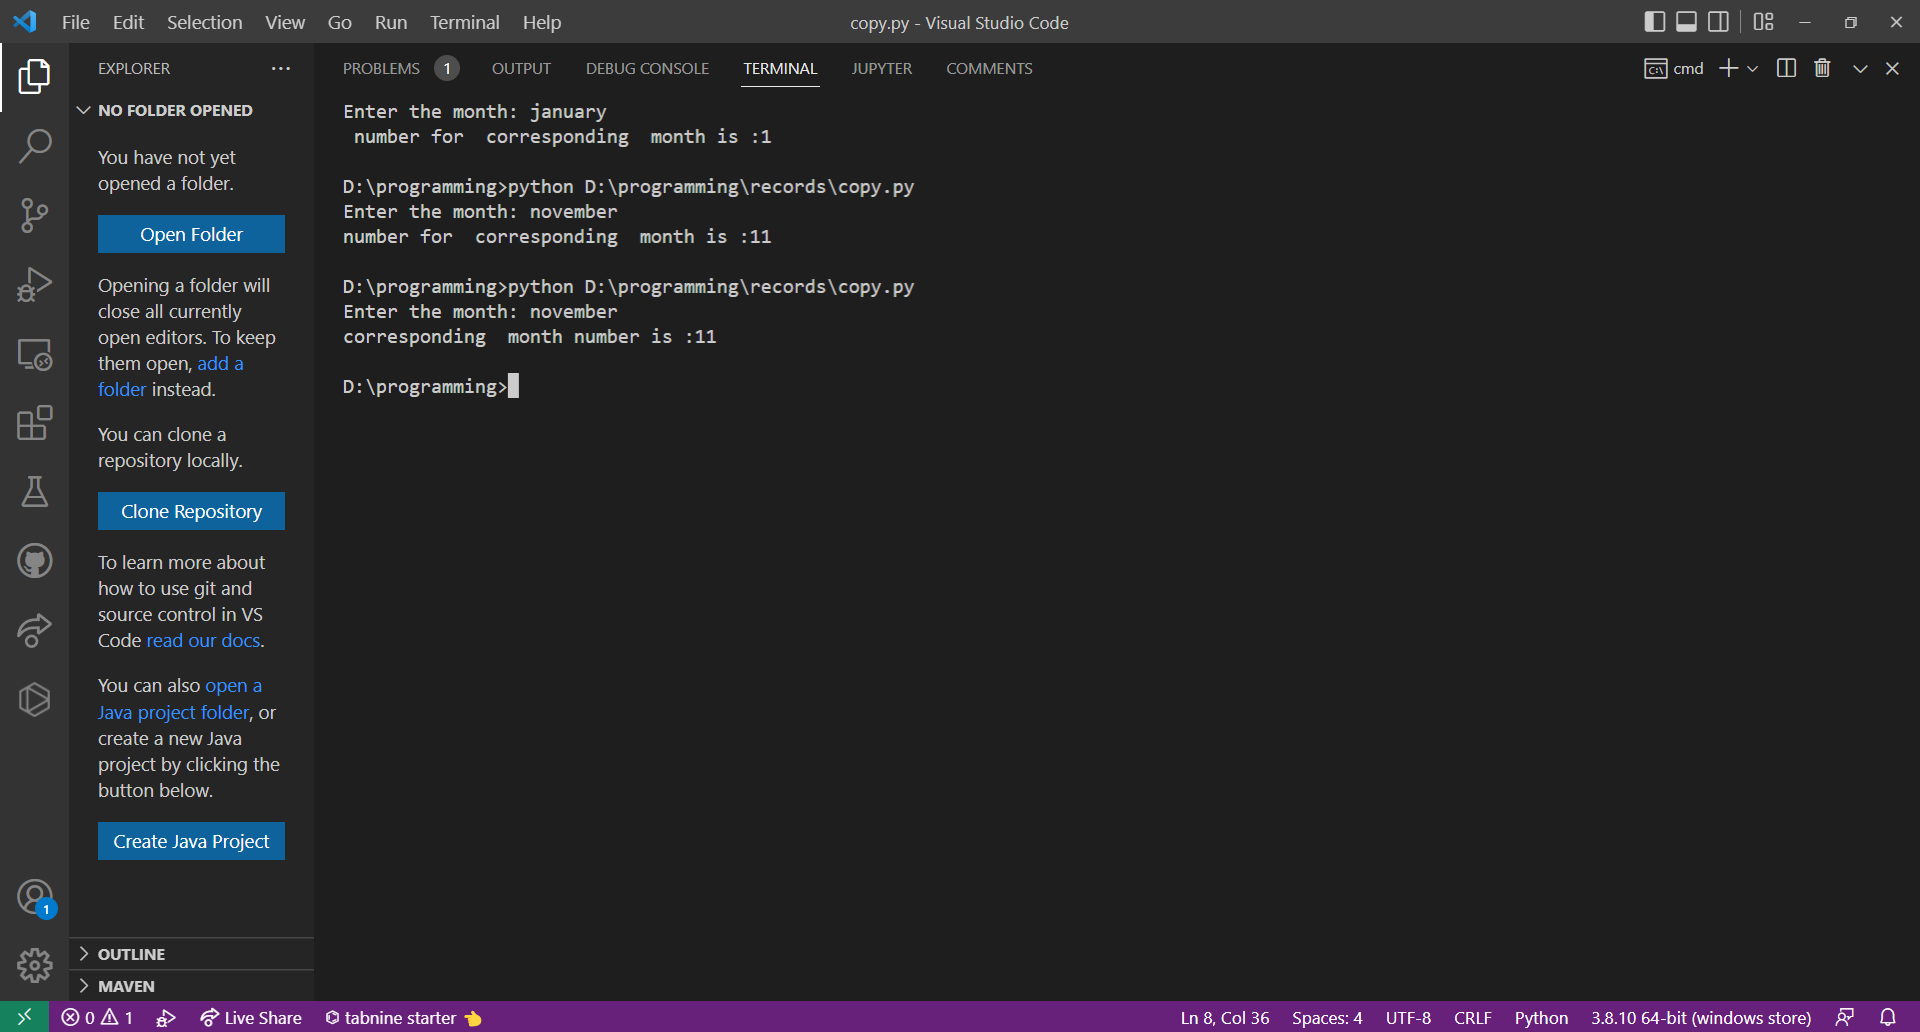 File Edit Selection View Go Run Terminal Help
copy.py - Visual Studio Code
EXPLORER
NO FOLDER OPENED
You have not yet
opened a folder.
Open Folder
Opening a folder will
close all currently
open editors. To keep
them open, add a
folder instead.
You can clone a
repository locally.
Clone Repository
To learn more about
how to use git and
source control in VS
Code read our docs.
You can also open a
Java project folder, or
create a new Java
project by clicking the
button below.
Create Java Project
1
OUTLINE
MAVEN
PROBLEMS 1 OUTPUT DEBUG CONSOLE TERMINAL JUPYTER COMMENTS
cmd
Enter the month: january
 number for  corresponding  month is :1
D:\programming>python D:\programming\records\copy.py
Enter the month: november
number for  corresponding  month is :11
D:\programming>python D:\programming\records\copy.py
Enter the month: november
corresponding  month number is :11
D:\programming>
0 1 Live Share tabnine starter
Ln 8, Col 36 Spaces: 4 UTF-8 CRLF Python 3.8.10 64-bit (windows store)